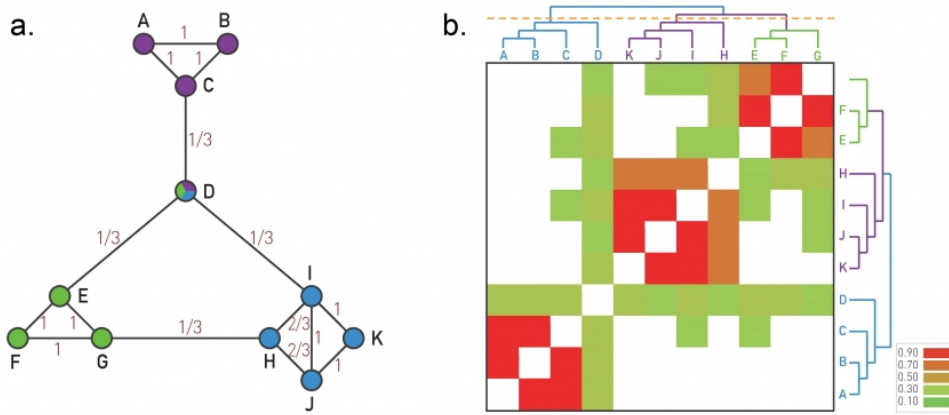 a.
A
B
1
1
1
C
1/3
D
1/3
1/3
E
I
1
1
2/3
1
1
F
1
G
1/3
H
K
2/3
1
J
b.
A B C D K J I H E F G
F
E
H
I
J
K
D
C
B
A
0.90
0.70
0.50
0.30
0.10